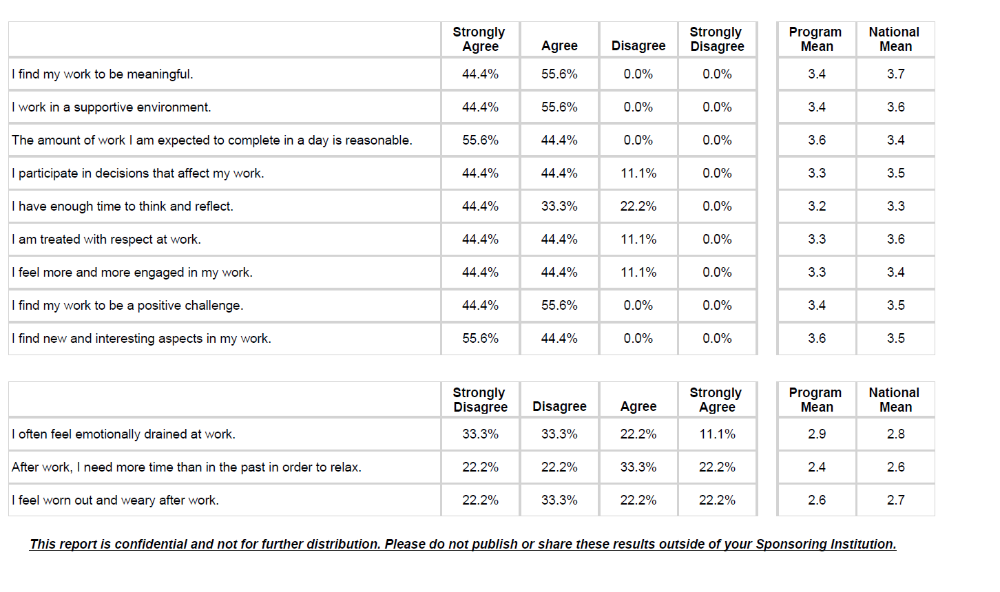 Strongly Agree Agree Disagree Strongly Disagree Program Mean National Mean
I find my work to be meaningful. 44.4% 55.6% 0.0% 0.0% 3.4 3.7
I work in a supportive environment. 44.4% 55.6% 0.0% 0.0% 3.4 3.6
The amount of work I am expected to complete in a day is reasonable. 55.6% 44.4% 0.0% 0.0% 3.6 3.4
I participate in decisions that affect my work. 44.4% 44.4% 11.1% 0.0% 3.3 3.5
I have enough time to think and reflect. 44.4% 33.3% 22.2% 0.0% 3.2 3.3
I am treated with respect at work. 44.4% 44.4% 11.1% 0.0% 3.3 3.6
I feel more and more engaged in my work. 44.4% 44.4% 11.1% 0.0% 3.3 3.4
I find my work to be a positive challenge. 44.4% 55.6% 0.0% 0.0% 3.4 3.5
I find new and interesting aspects in my work. 55.6% 44.4% 0.0% 0.0% 3.6 3.5
Strongly Disagree Disagree Agree Strongly Agree Program Mean National Mean
I often feel emotionally drained at work. 33.3% 33.3% 22.2% 11.1% 2.9 2.8
After work, I need more time than in the past in order to relax. 22.2% 22.2% 33.3% 22.2% 2.4 2.6
I feel worn out and weary after work. 22.2% 33.3% 22.2% 22.2% 2.6 2.7
This report is confidential and not for further distribution. Please do not publish or share these results outside of your Sponsoring Institution.